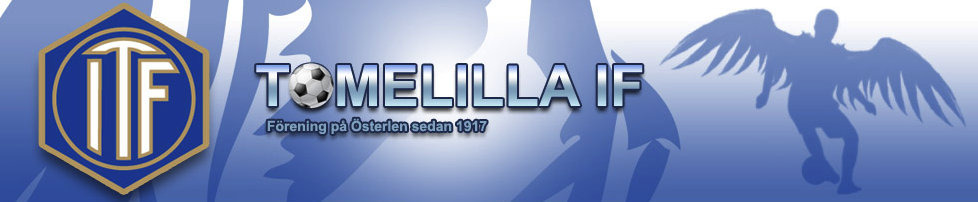 ITF
TOMELILLA IF
Förening på Österlen sedan 1917